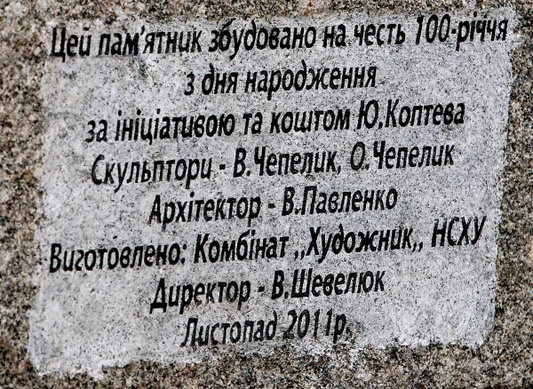 Цей пам'ятник збудовано на честь 100-річчя
з дня народження
за ініціативою та коштом Ю.Коптева
Скульптори - В.Чепелик, О.Чепелик
Архітектор - В.Павленко
Виготовлено: Комбінат ,,Художник,, НСХУ
Директор - В.Шевелюк
Листопад 2011р.